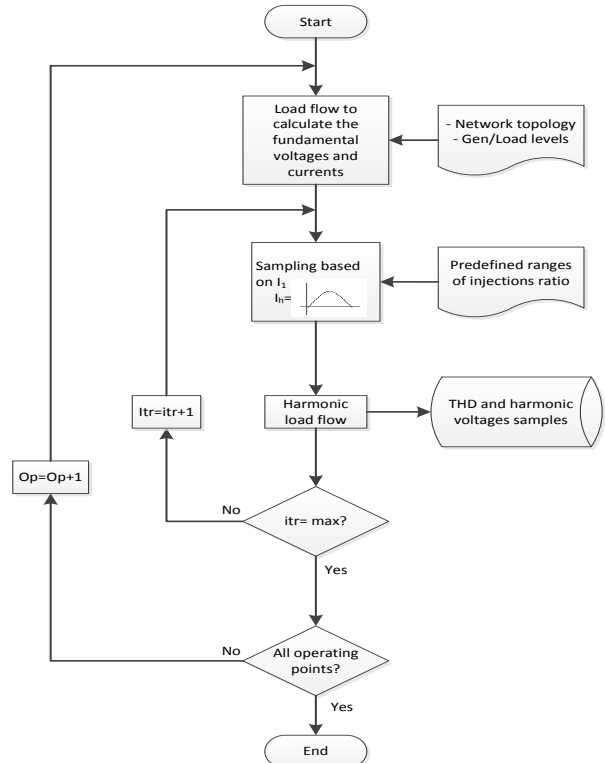 Start
Load flow to
calculate the
fundamental
voltages and
currents
- Network topology
- Gen/Load levels
Sampling based
on I₁
Iₕ=
Predefined ranges
of injections ratio
Itr=itr+1
Harmonic
load flow
THD and harmonic
voltages samples
Op=Op+1
No
itr= max?
Yes
No
All operating
points?
Yes
End